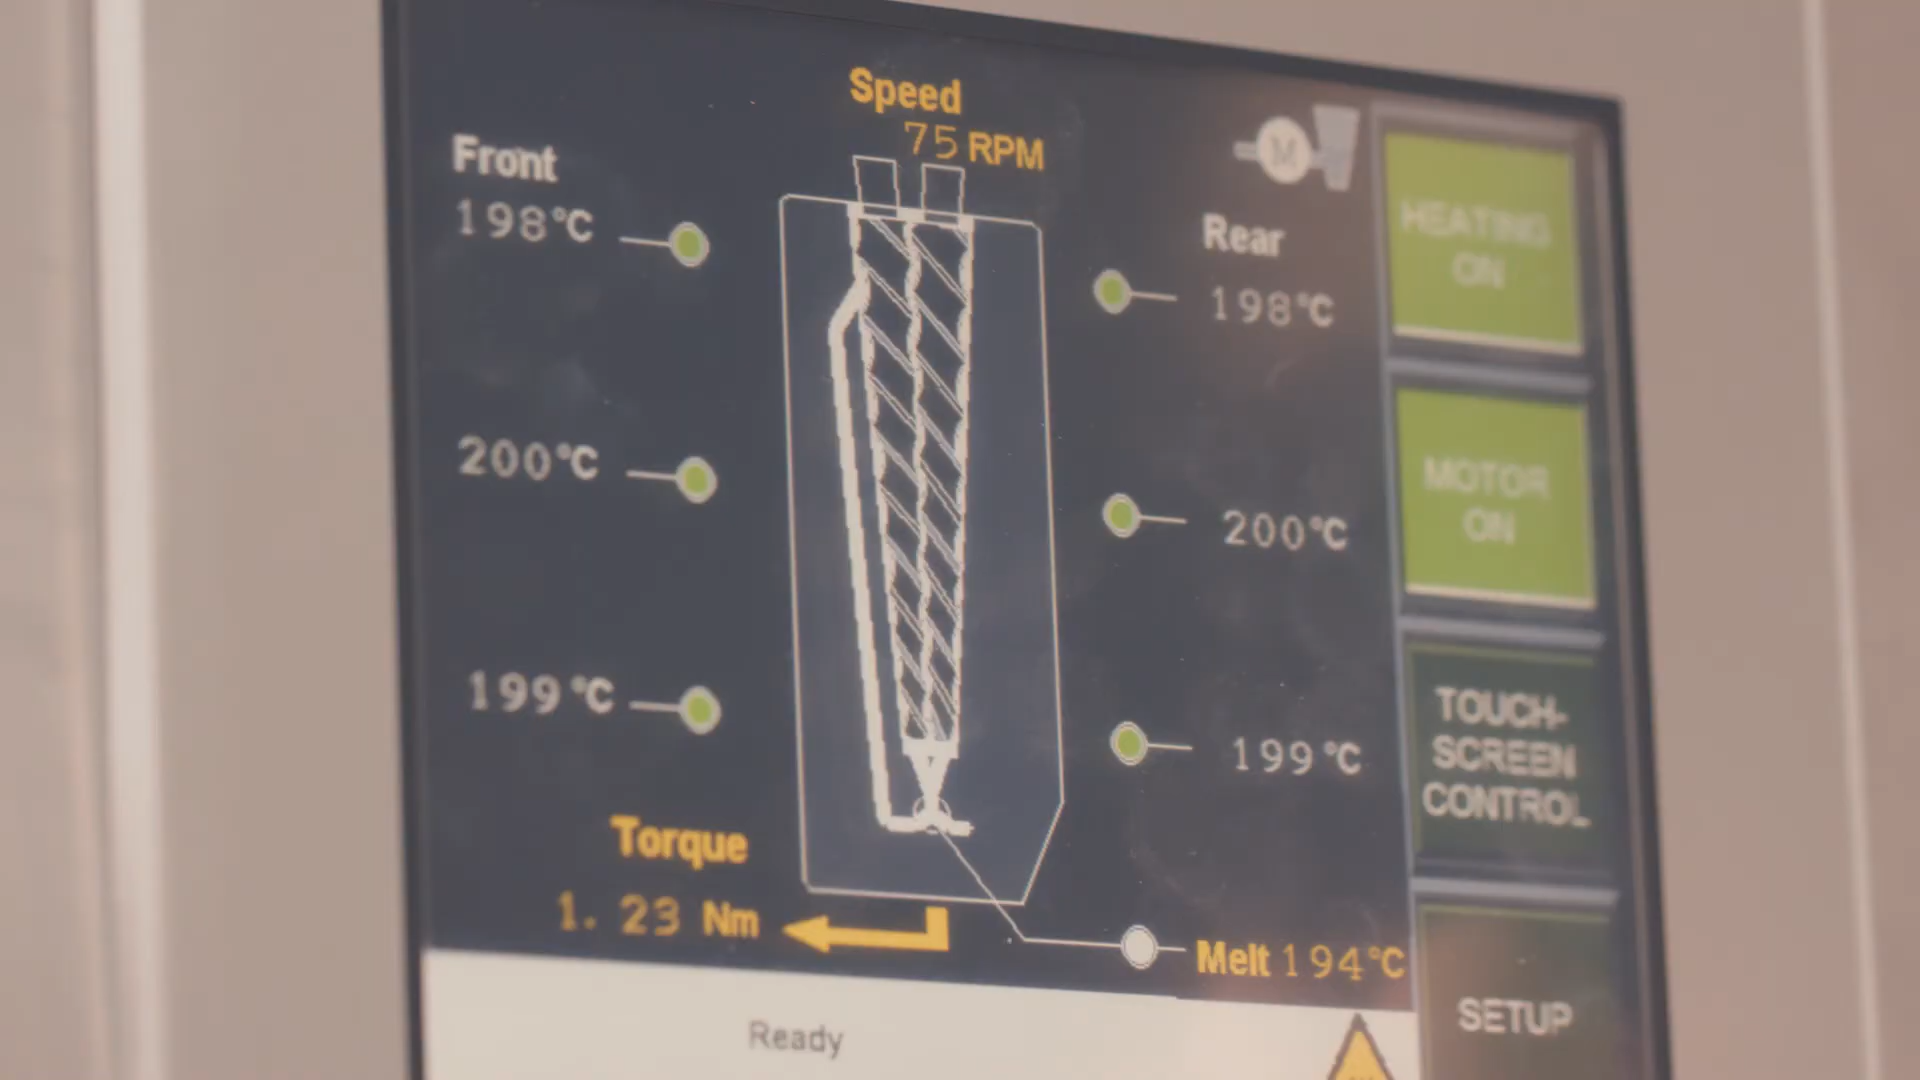 Speed
75 RPM
Front
198°C
M
Rear
198°C
HEATING
ON
200°C
200°C
MOTOR
ON
199°C
199°C
TOUCH-
SCREEN
CONTROL
Torque
1.23 Nm
Melt 194°C
SETUP
Ready